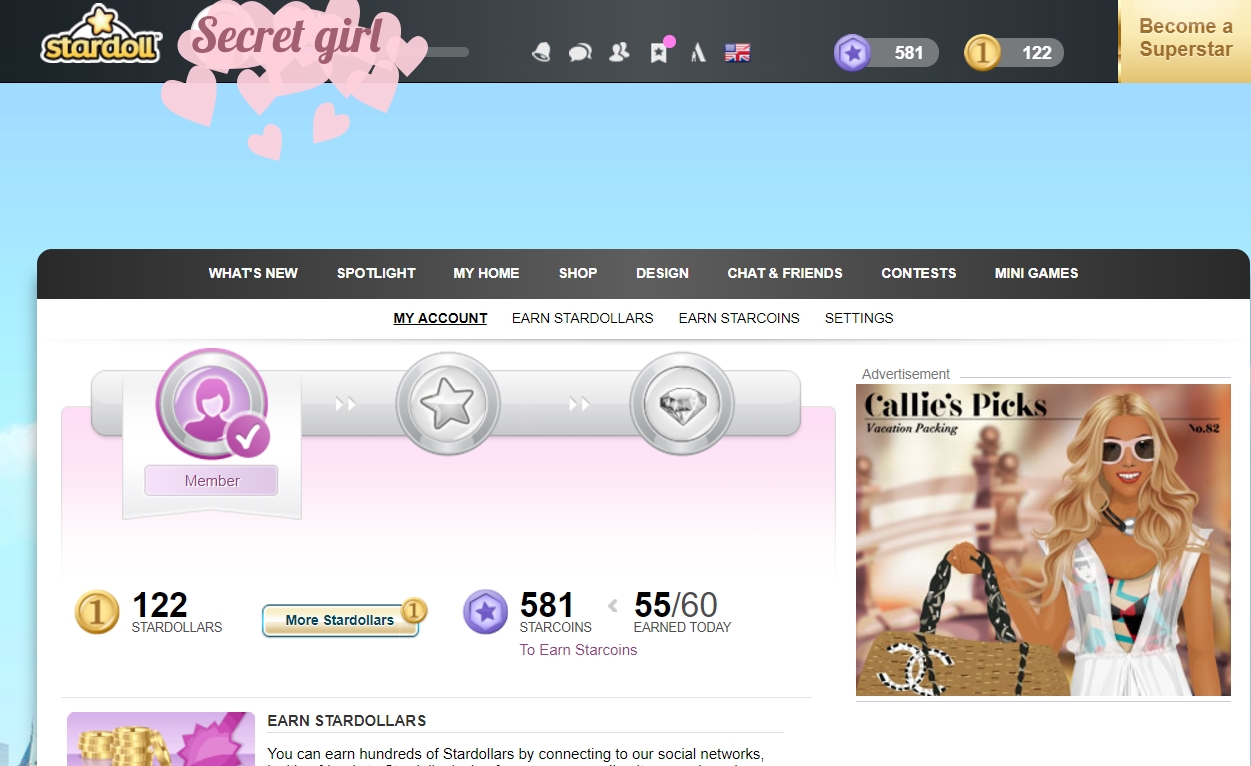 stardoll
Secret girl
581
1
122
Become a
Superstar
WHAT'S NEW SPOTLIGHT MY HOME SHOP DESIGN CHAT & FRIENDS CONTESTS MINI GAMES
MY ACCOUNT EARN STARDOLLARS EARN STARCOINS SETTINGS
Member
Advertisement
Callie's Picks
Vacation Packing
No.82
1
122
STARDOLLARS
More Stardollars
1
581
STARCOINS
55/60
EARNED TODAY
To Earn Starcoins
EARN STARDOLLARS
You can earn hundreds of Stardollars by connecting to our social networks,